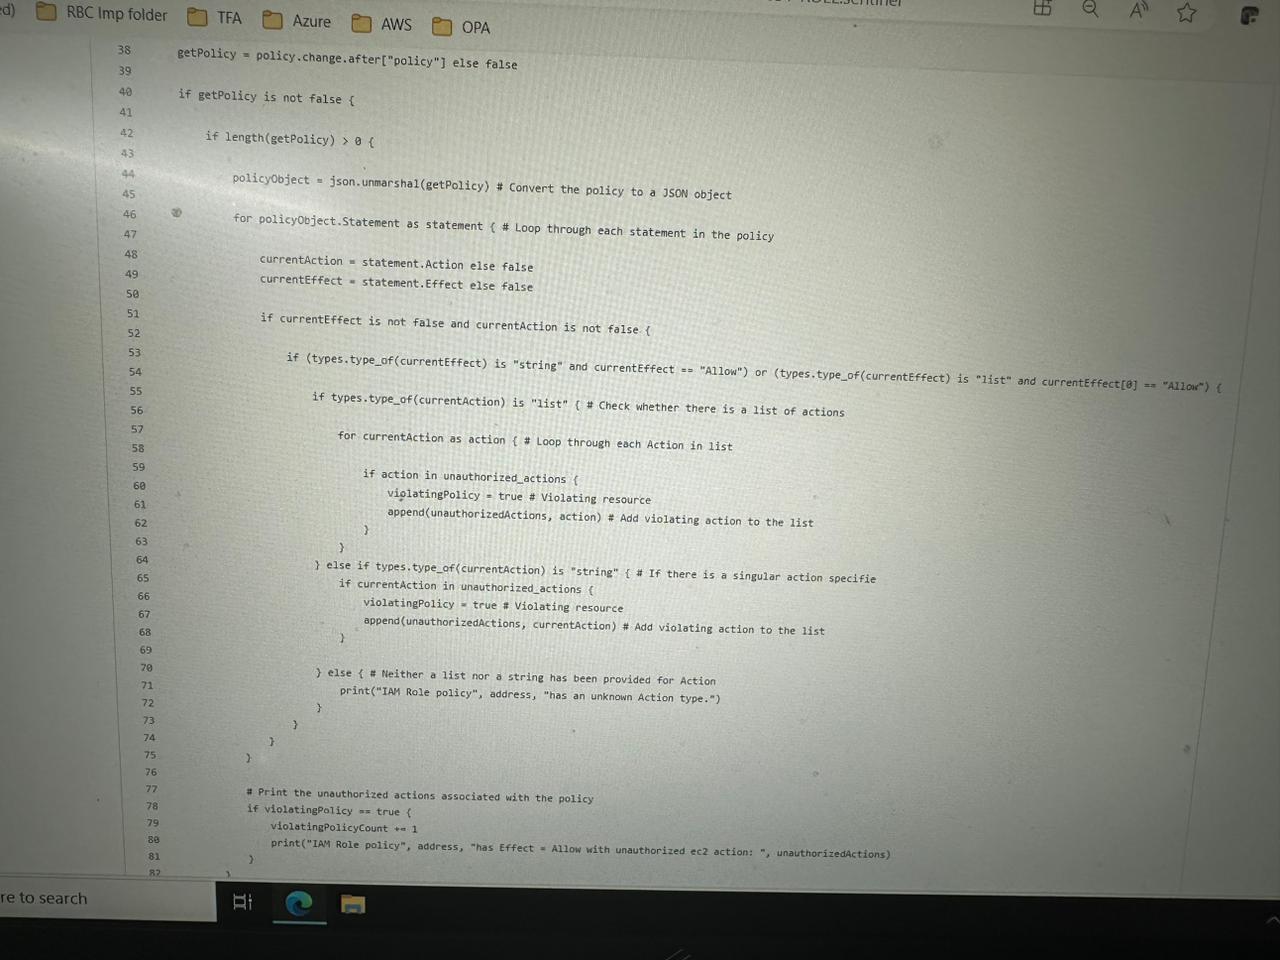 RBC Imp folder TFA Azure AWS OPA
38 getPolicy = policy.change.after["policy"] else false
39
40 if getPolicy is not false {
41
42 if length(getPolicy) > 0 {
43
44 policyObject = json.unmarshal(getPolicy) # Convert the policy to a JSON object
45
46 for policyObject.Statement as statement { # Loop through each statement in the policy
47
48 currentAction = statement.Action else false
49 currentEffect = statement.Effect else false
50
51 if currentEffect is not false and currentAction is not false {
52
53 if (types.type_of(currentEffect) is "string" and currentEffect == "Allow") or (types.type_of(currentEffect) is "list" and currentEffect[0] == "Allow") {
54
55 if types.type_of(currentAction) is "list" { # Check whether there is a list of actions
56
57 for currentAction as action { # Loop through each Action in list
58
59 if action in unauthorized_actions {
60 violatingPolicy = true # Violating resource
61 append(unauthorizedActions, action) # Add violating action to the list
62 }
63 }
64 } else if types.type_of(currentAction) is "string" { # If there is a singular action specifie
65 if currentAction in unauthorized_actions {
66 violatingPolicy = true # Violating resource
67 append(unauthorizedActions, currentAction) # Add violating action to the list
68 }
69
70 } else { # Neither a list nor a string has been provided for Action
71 print("IAM Role policy", address, "has an unknown Action type.")
72 }
73 }
74 }
75 }
76
77 # Print the unauthorized actions associated with the policy
78 if violatingPolicy == true {
79 violatingPolicyCount += 1
80 print("IAM Role policy", address, "has Effect = Allow with unauthorized ec2 action: ", unauthorizedActions)
81 }
82 }
re to search